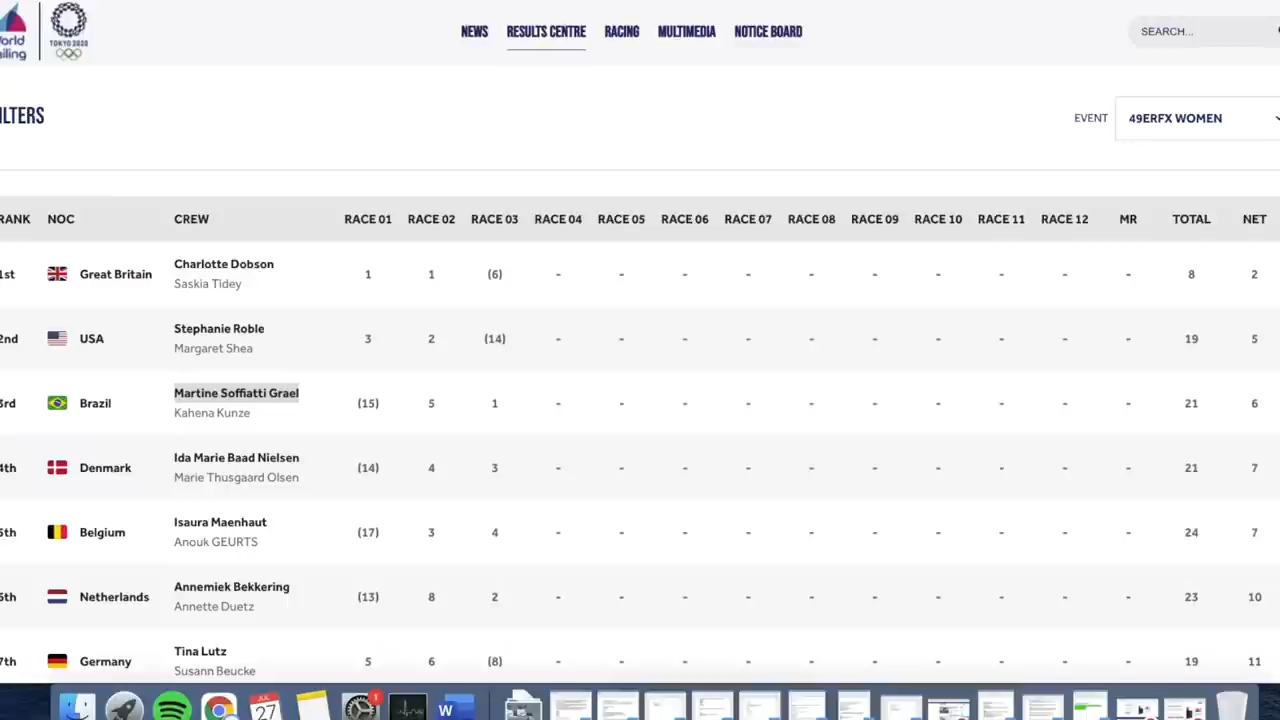 World
Sailing
TOKYO 2020
NEWS RESULTS CENTRE RACING MULTIMEDIA NOTICE BOARD
SEARCH...
ILTERS
EVENT 49ERFX WOMEN
RANK NOC CREW RACE 01 RACE 02 RACE 03 RACE 04 RACE 05 RACE 06 RACE 07 RACE 08 RACE 09 RACE 10 RACE 11 RACE 12 MR TOTAL NET
Charlotte Dobson
1st Great Britain 1 1 (6) - - - - - - - - - - 8 2
Saskia Tidey
Stephanie Roble
2nd USA 3 2 (14) - - - - - - - - - - 19 5
Margaret Shea
Martine Soffiatti Grael
3rd Brazil (15) 5 1 - - - - - - - - - - 21 6
Kahena Kunze
Ida Marie Baad Nielsen
4th Denmark (14) 4 3 - - - - - - - - - - 21 7
Marie Thusgaard Olsen
Isaura Maenhaut
5th Belgium (17) 3 4 - - - - - - - - - - 24 7
Anouk GEURTS
Annemiek Bekkering
6th Netherlands (13) 8 2 - - - - - - - - - - 23 10
Annette Duetz
Tina Lutz
7th Germany 5 6 (8) - - - - - - - - - - 19 11
Susann Beucke
JUL
27
1
W